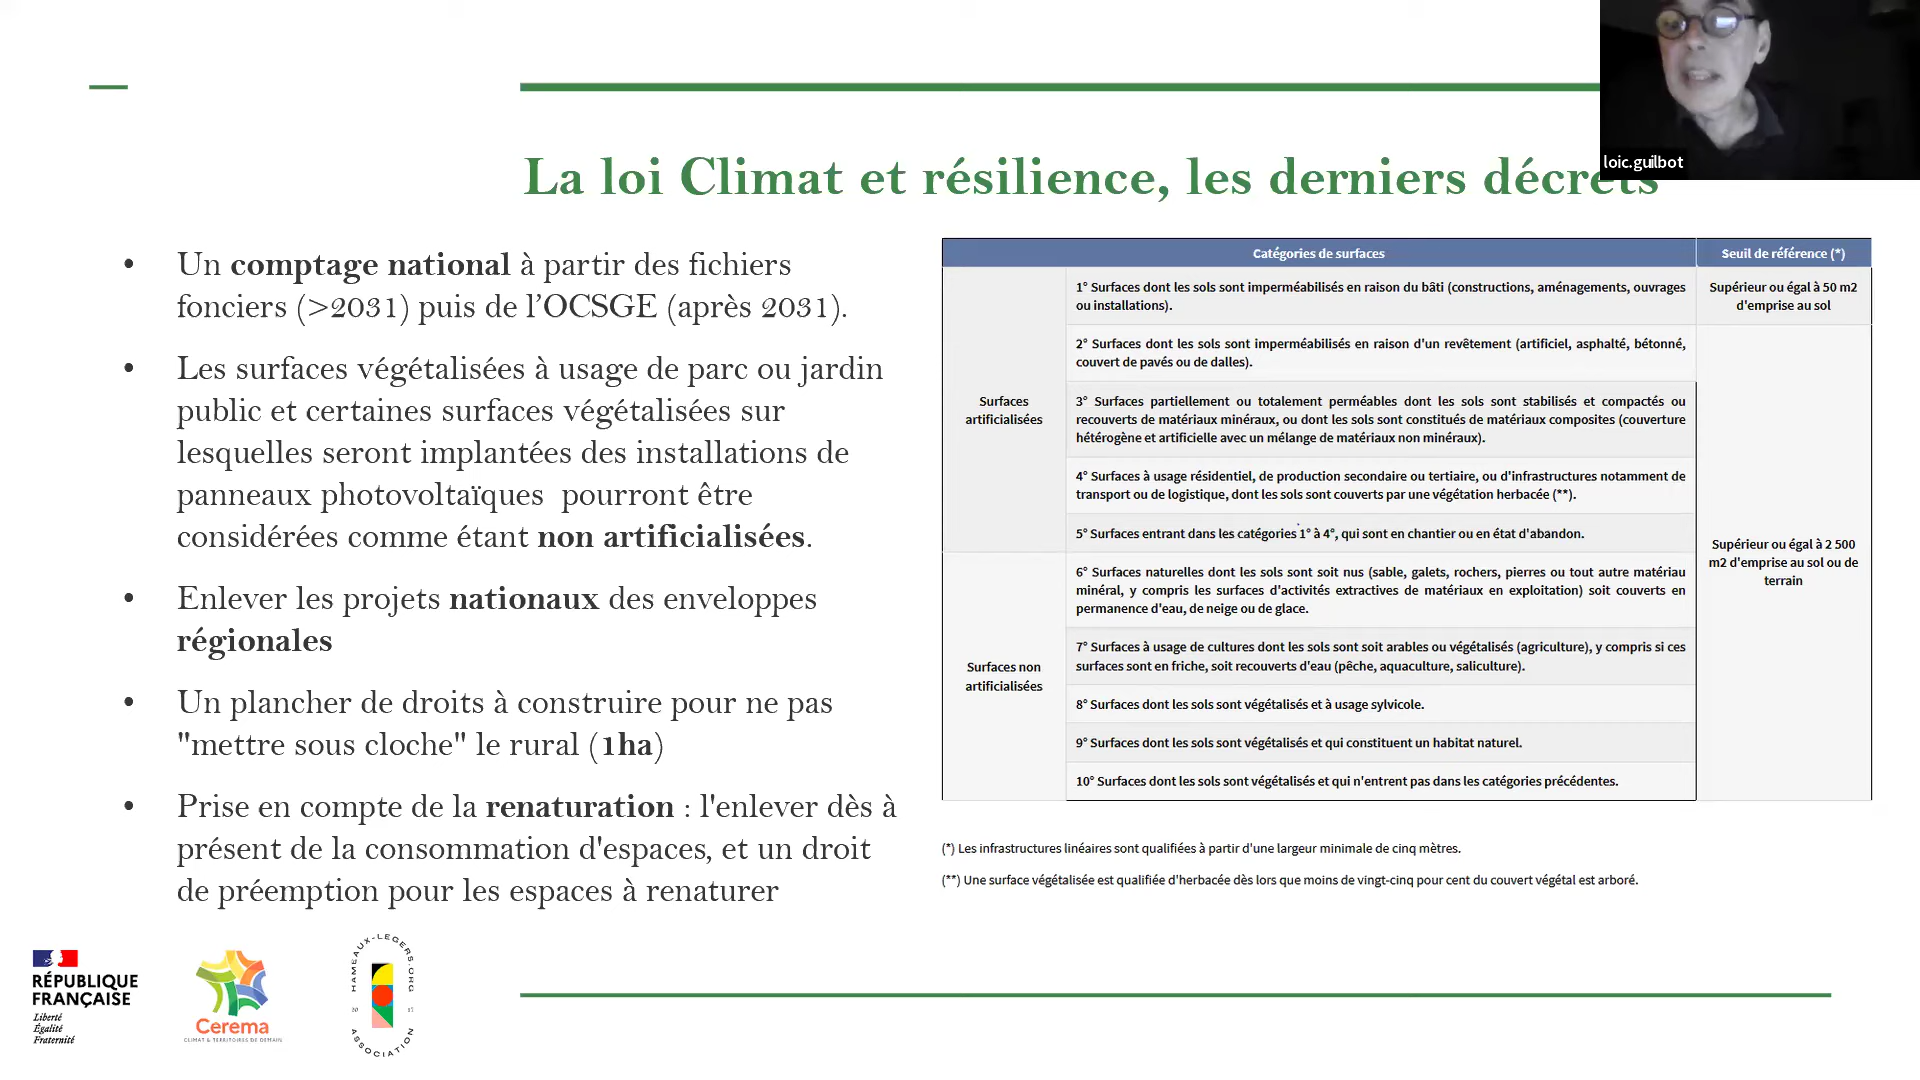 loic.guilbot
La loi Climat et résilience, les derniers décrets
• Un comptage national à partir des fichiers
fonciers (>2031) puis de l’OCSGE (après 2031).
• Les surfaces végétalisées à usage de parc ou jardin
public et certaines surfaces végétalisées sur
lesquelles seront implantées des installations de
panneaux photovoltaïques pourront être
considérées comme étant non artificialisées.
• Enlever les projets nationaux des enveloppes
régionales
• Un plancher de droits à construire pour ne pas
"mettre sous cloche" le rural (1ha)
• Prise en compte de la renaturation : l'enlever dès à
présent de la consommation d'espaces, et un droit
de préemption pour les espaces à renaturer
Catégories de surfaces
Seuil de référence (*)
Surfaces
artificialisées
1° Surfaces dont les sols sont imperméabilisés en raison du bâti (constructions, aménagements, ouvrages
ou installations).
Supérieur ou égal à 50 m2
d'emprise au sol
2° Surfaces dont les sols sont imperméabilisés en raison d'un revêtement (artificiel, asphalté, bétonné,
couvert de pavés ou de dalles).
3° Surfaces partiellement ou totalement perméables dont les sols sont stabilisés et compactés ou
recouverts de matériaux minéraux, ou dont les sols sont constitués de matériaux composites (couverture
hétérogène et artificielle avec un mélange de matériaux non minéraux).
4° Surfaces à usage résidentiel, de production secondaire ou tertiaire, ou d'infrastructures notamment de
transport ou de logistique, dont les sols sont couverts par une végétation herbacée (**).
5° Surfaces entrant dans les catégories 1° à 4°, qui sont en chantier ou en état d'abandon.
Supérieur ou égal à 2 500
m2 d'emprise au sol ou de
terrain
Surfaces non
artificialisées
6° Surfaces naturelles dont les sols sont soit nus (sable, galets, rochers, pierres ou tout autre matériau
minéral, y compris les surfaces d'activités extractives de matériaux en exploitation) soit couverts en
permanence d'eau, de neige ou de glace.
7° Surfaces à usage de cultures dont les sols sont soit arables ou végétalisés (agriculture), y compris si ces
surfaces sont en friche, soit recouverts d'eau (pêche, aquaculture, saliculture).
8° Surfaces dont les sols sont végétalisés et à usage sylvicole.
9° Surfaces dont les sols sont végétalisés et qui constituent un habitat naturel.
10° Surfaces dont les sols sont végétalisés et qui n'entrent pas dans les catégories précédentes.
(*) Les infrastructures linéaires sont qualifiées à partir d'une largeur minimale de cinq mètres.
(**) Une surface végétalisée est qualifiée d'herbacée dès lors que moins de vingt-cinq pour cent du couvert végétal est arboré.
RÉPUBLIQUE
FRANÇAISE
Liberté
Égalité
Fraternité
Cerema
CLIMAT & TERRITOIRES DE DEMAIN
HAMEAUX-LEGERS.ORG
20 17
ASSOCIATION